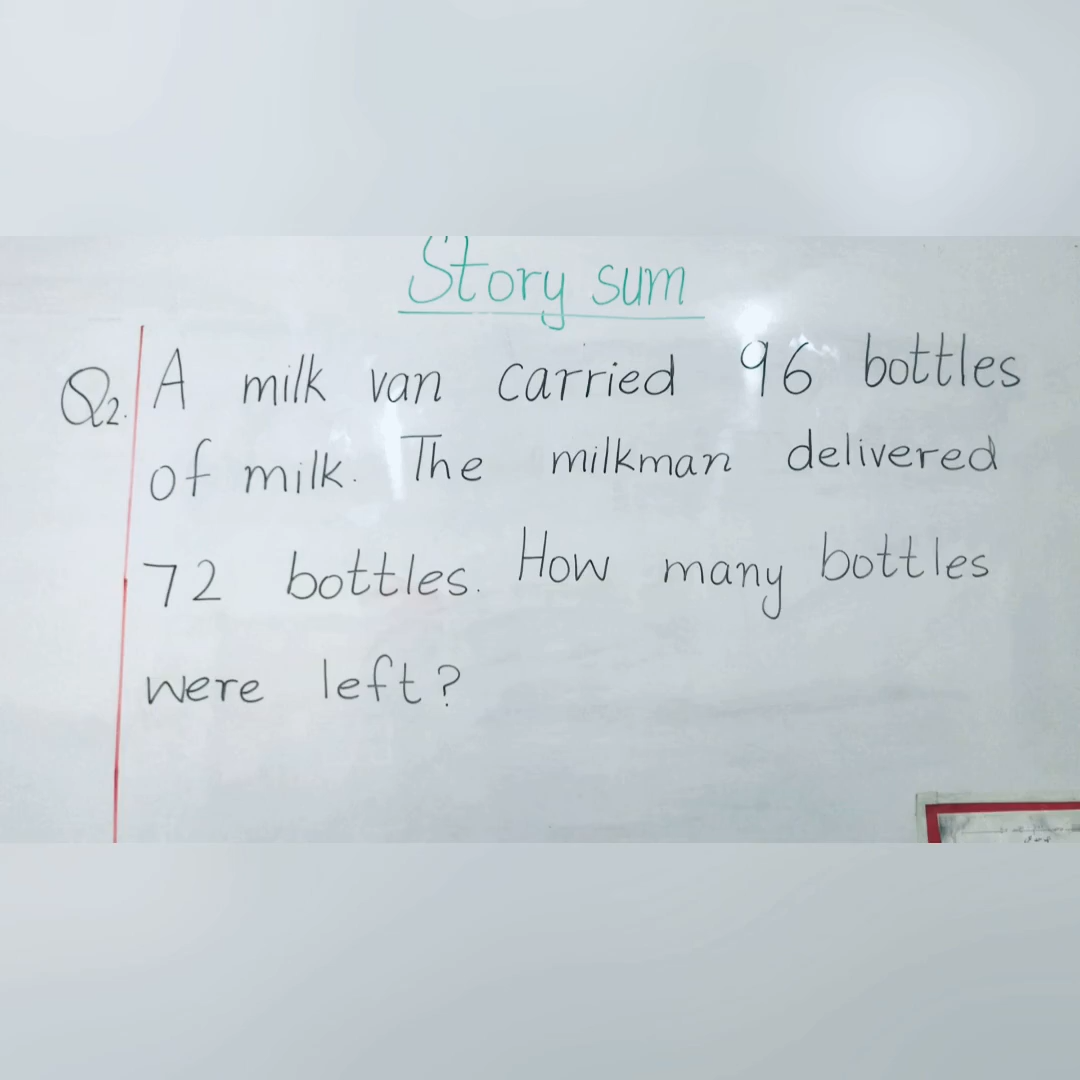 Story sum
Q2. A milk van carried 96 bottles
of milk. The milkman delivered
72 bottles. How many bottles
were left?